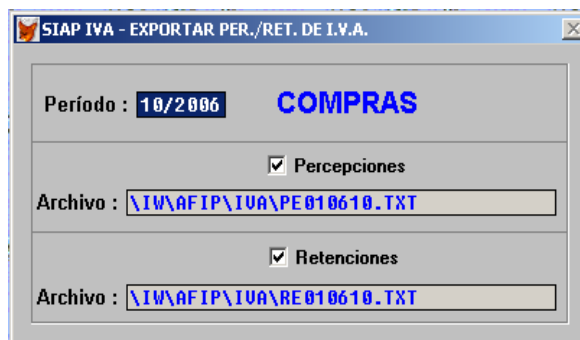 SIAP IVA - EXPORTAR PER./RET. DE I.V.A.
Período : 10/2006 COMPRAS
Percepciones
Archivo : \IW\AFIP\IVA\PE010610.TXT
Retenciones
Archivo : \IW\AFIP\IVA\RE010610.TXT